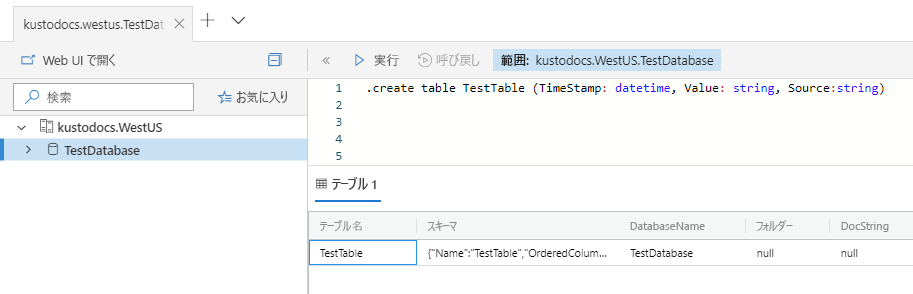 kustodocs.westus.TestDat
Web UI で開く
実行 呼び戻し 範囲: kustodocs.WestUS.TestDatabase
検索 お気に入り
kustodocs.WestUS
TestDatabase
1 .create table TestTable (TimeStamp: datetime, Value: string, Source:string)
2
3
4
5
テーブル 1
テーブル名 スキーマ DatabaseName フォルダー DocString
TestTable {"Name":"TestTable","OrderedColum... TestDatabase null null